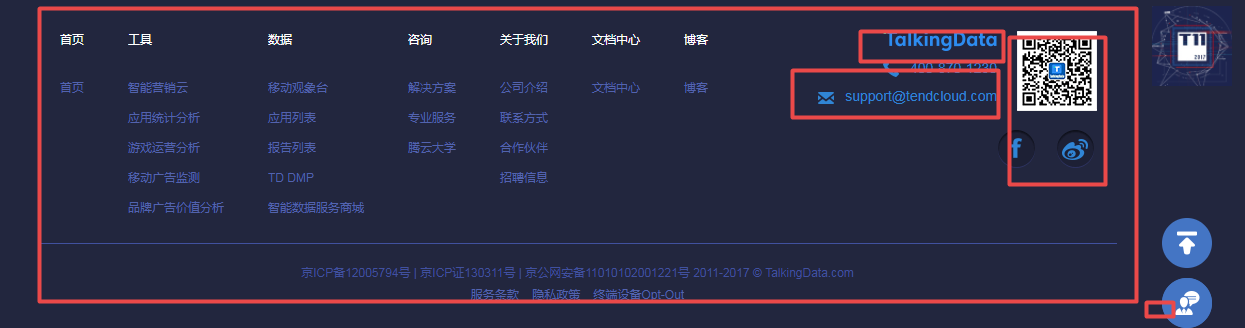 首页 工具 数据 咨询 关于我们 文档中心 博客 TalkingData
400-870-1230
首页 智能营销云 移动观象台 解决方案 公司介绍 文档中心 博客
support@tendcloud.com
应用统计分析 应用列表 专业服务 联系方式
游戏运营分析 报告列表 腾云大学 合作伙伴
移动广告监测 TD DMP 招聘信息
品牌广告价值分析 智能数据服务商城
京ICP备12005794号 | 京ICP证130311号 | 京公网安备11010102001221号 2011-2017 © TalkingData.com
服务条款 隐私政策 终端设备Opt-Out
T11
2017